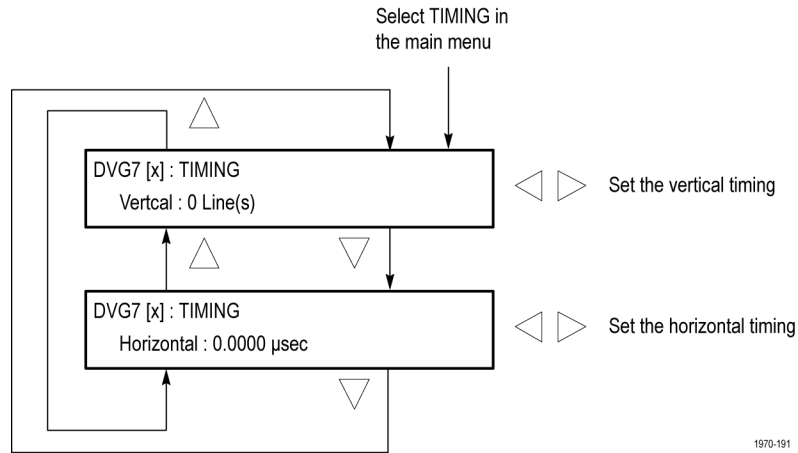 Select TIMING in
the main menu
DVG7 [x] : TIMING
Vertcal : 0 Line(s)
Set the vertical timing
DVG7 [x] : TIMING
Horizontal : 0.0000 µsec
Set the horizontal timing
1970-191